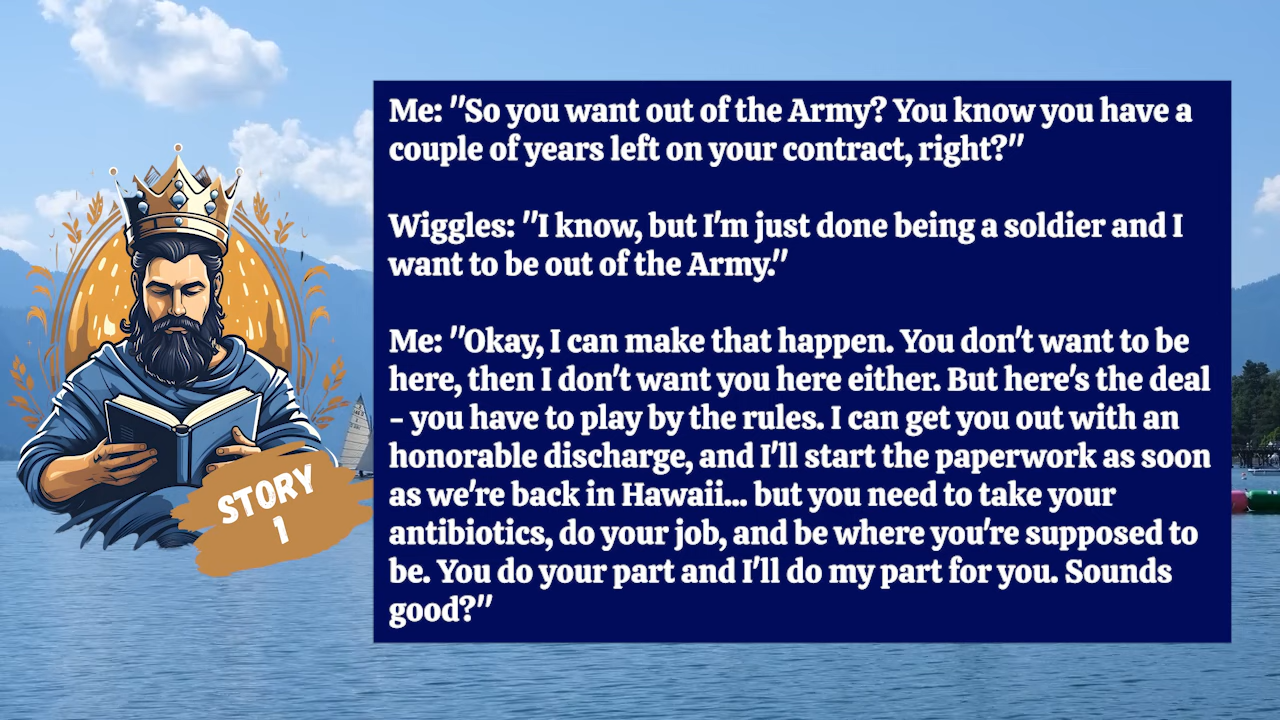 Me: "So you want out of the Army? You know you have a
couple of years left on your contract, right?"
Wiggles: "I know, but I'm just done being a soldier and I
want to be out of the Army."
Me: "Okay, I can make that happen. You don't want to be
here, then I don't want you here either. But here's the deal
- you have to play by the rules. I can get you out with an
honorable discharge, and I'll start the paperwork as soon
as we're back in Hawaii... but you need to take your
antibiotics, do your job, and be where you're supposed to
be. You do your part and I'll do my part for you. Sounds
good?"
STORY
1